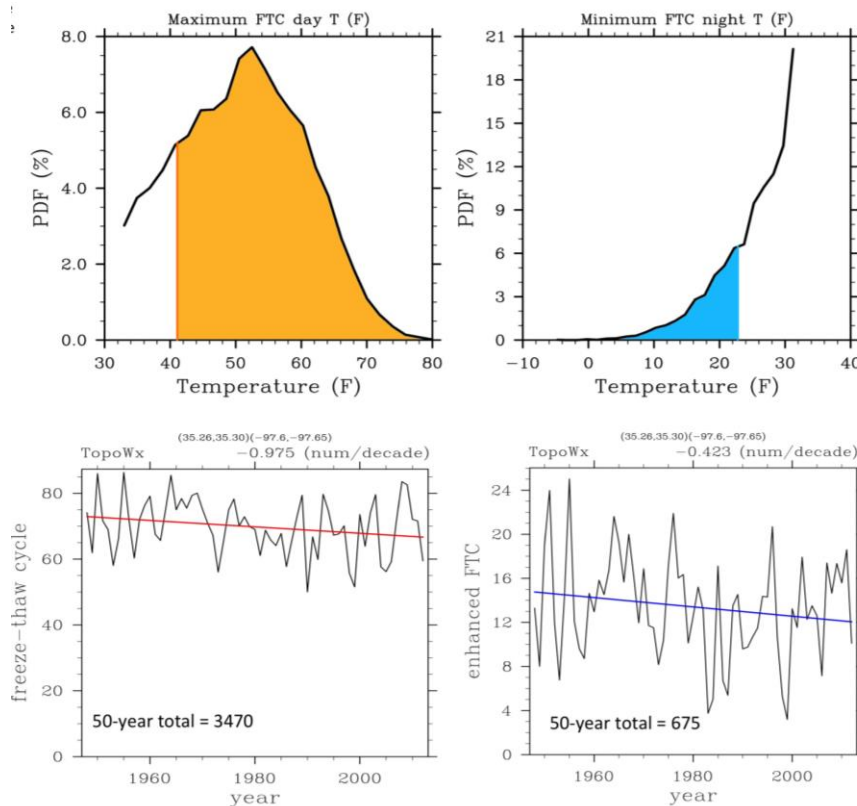 Maximum FTC day T (F)
8.0
6.0
4.0
2.0
0.0
PDF (%)
30 40 50 60 70 80
Temperature (F)
Minimum FTC night T (F)
21
18
15
12
9
6
3
0
PDF (%)
−10 0 10 20 30 40
Temperature (F)
(35.26,35.30)(−97.6,−97.65)
TopoWx −0.975 (num/decade)
80
60
40
20
0
freeze−thaw cycle
50-year total = 3470
1960 1980 2000
year
(35.26,35.30)(−97.6,−97.65)
TopoWx −0.423 (num/decade)
24
20
16
12
8
4
0
enhanced FTC
50-year total = 675
1960 1980 2000
year